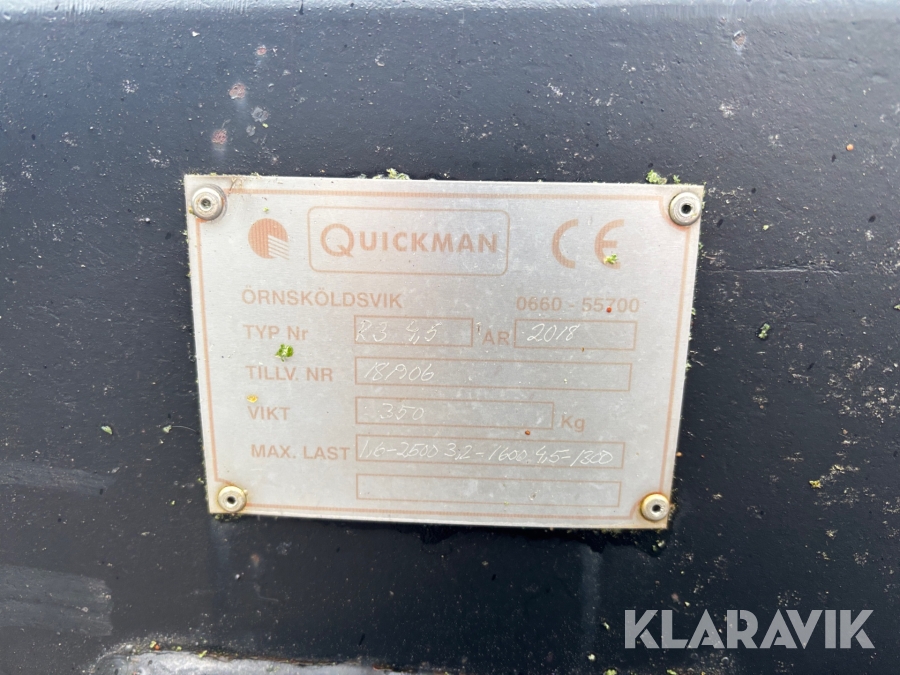 QUICKMAN CE
ÖRNSKÖLDSVIK 0660 - 55700
TYP Nr R3 4,5 ÅR 2018
TILLV. NR 181906
VIKT 350 Kg
MAX. LAST 1,6-2500 3,2-1600 4,5-1300
KLARAVIK